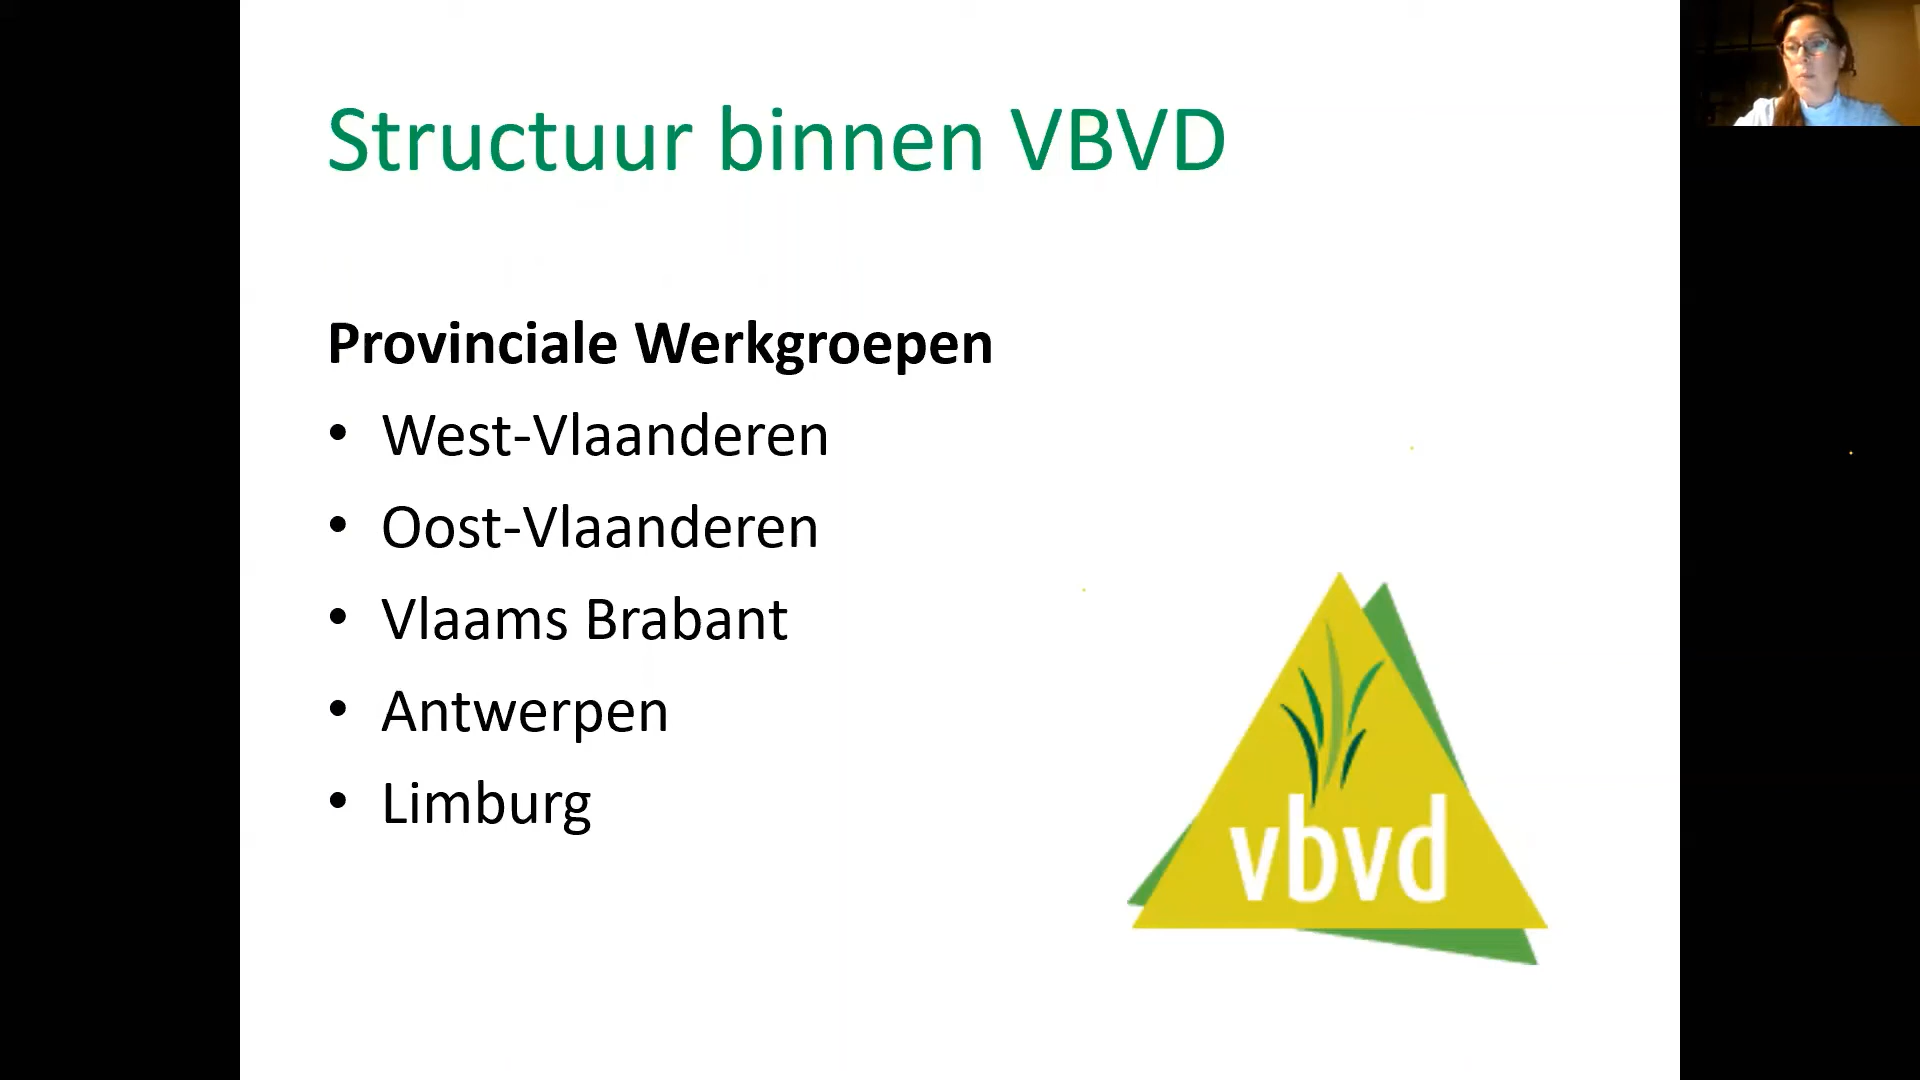 Structuur binnen VBVD
Provinciale Werkgroepen
• West-Vlaanderen
• Oost-Vlaanderen
• Vlaams Brabant
• Antwerpen
• Limburg
vbvd